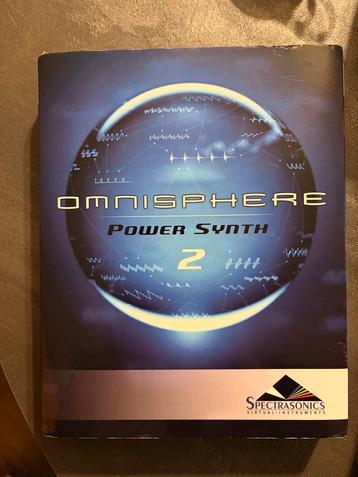 OMNISPHERE
POWER SYNTH
2
SPECTRASONICS
VIRTUAL-INSTRUMENTS